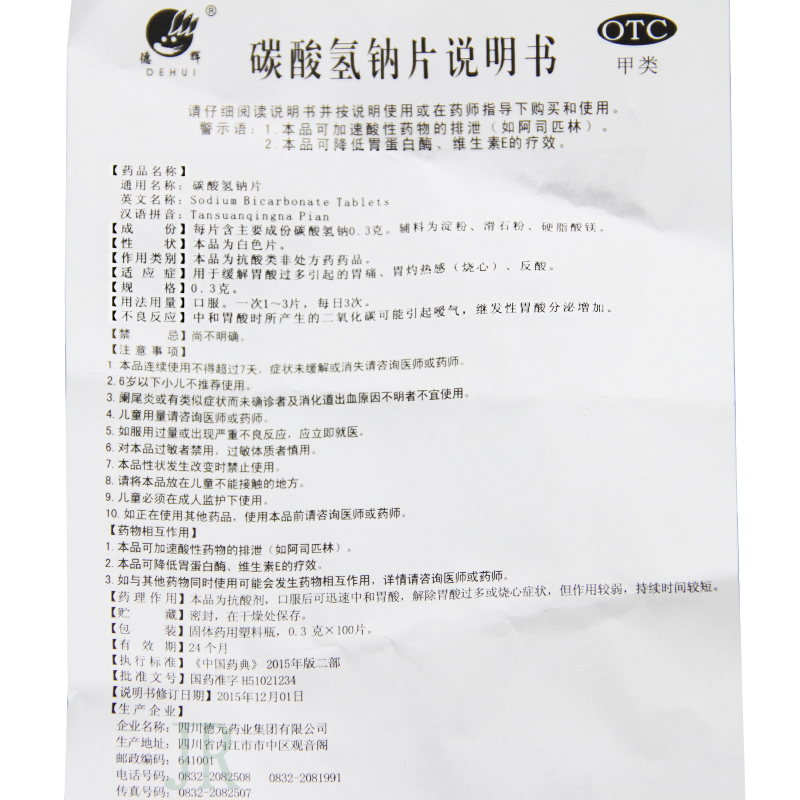 ®
德 辉
DEHUI
碳酸氢钠片说明书
OTC
甲类
请仔细阅读说明书并按说明使用或在药师指导下购买和使用。
警示语：1.本品可加速酸性药物的排泄（如阿司匹林）。
2.本品可降低胃蛋白酶、维生素E的疗效。
【药品名称】
通用名称：碳酸氢钠片
英文名称：Sodium Bicarbonate Tablets
汉语拼音：Tansuanqingna Pian
【成 份】每片含主要成份碳酸氢钠0.3克。辅料为淀粉、滑石粉、硬脂酸镁。
【性 状】本品为白色片。
【作用类别】本品为抗酸类非处方药药品。
【适 应 症】用于缓解胃酸过多引起的胃痛、胃灼热感（烧心）、反酸。
【规 格】0.3克。
【用法用量】口服。一次1～3片，每日3次。
【不良反应】中和胃酸时所产生的二氧化碳可能引起嗳气，继发性胃酸分泌增加。
【禁 忌】尚不明确。
【注意事项】
1.本品连续使用不得超过7天，症状未缓解或消失请咨询医师或药师。
2.6岁以下小儿不推荐使用。
3.阑尾炎或有类似症状而未确诊者及消化道出血原因不明者不宜使用。
4.儿童用量请咨询医师或药师。
5.如服用过量或出现严重不良反应，应立即就医。
6.对本品过敏者禁用，过敏体质者慎用。
7.本品性状发生改变时禁止使用。
8.请将本品放在儿童不能接触的地方。
9.儿童必须在成人监护下使用。
10.如正在使用其他药品，使用本品前请咨询医师或药师。
【药物相互作用】
1.本品可加速酸性药物的排泄（如阿司匹林）。
2.本品可降低胃蛋白酶、维生素E的疗效。
3.如与其他药物同时使用可能会发生药物相互作用，详情请咨询医师或药师。
【药理作用】本品为抗酸剂，口服后可迅速中和胃酸，解除胃酸过多或烧心症状，但作用较弱，持续时间较短。
【贮 藏】密封，在干燥处保存。
【包 装】固体药用塑料瓶，0.3克×100片。
【有 效 期】24个月
【执行标准】《中国药典》2015年版二部
【批准文号】国药准字H51021234
【说明书修订日期】2015年12月01日
【生产企业】
企业名称：四川德元药业集团有限公司
生产地址：四川省内江市市中区观音阁
邮政编码：641001
电话号码：0832-2082508 0832-2081991
传真号码：0832-2082507
JR